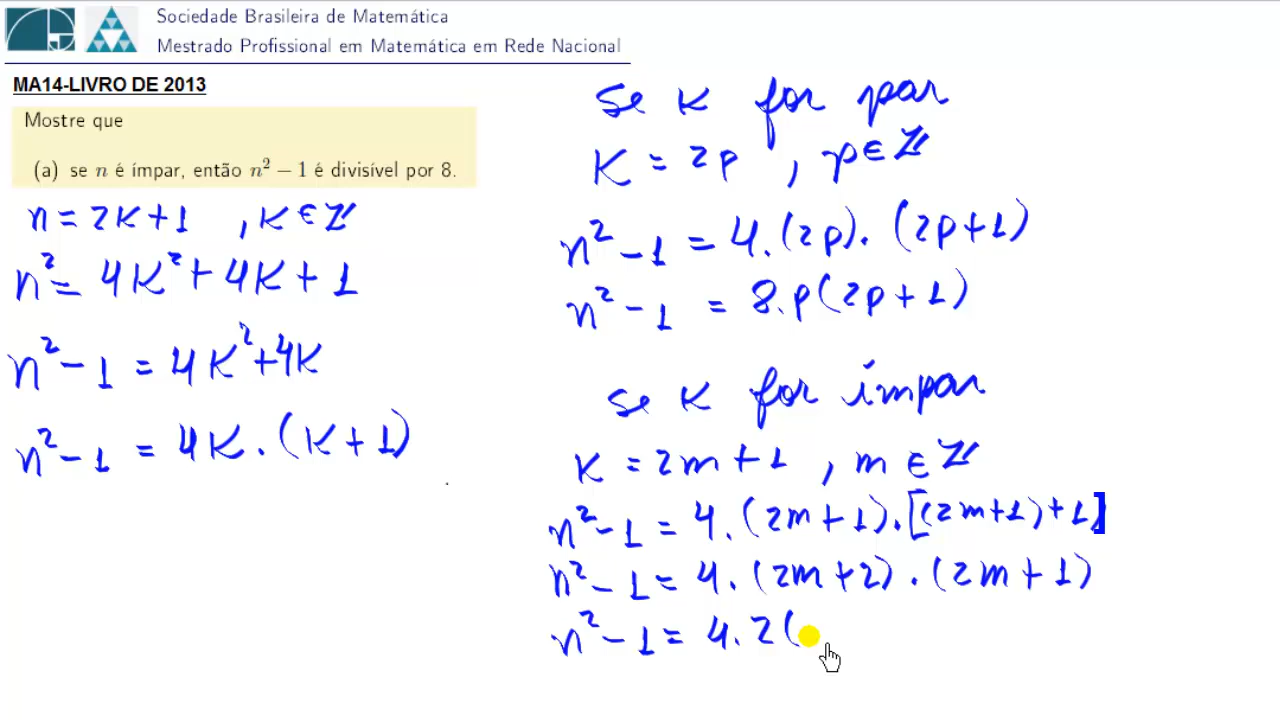 Sociedade Brasileira de Matemática
Mestrado Profissional em Matemática em Rede Nacional
MA14-LIVRO DE 2013
Mostre que
(a) se n é ímpar, então n² − 1 é divisível por 8.
n = 2K+1 , K ∈ ℤ
n² = 4K² + 4K + 1
n² − 1 = 4K² + 4K
n² − 1 = 4K . (K + 1)
se K for par
K = 2p , p ∈ ℤ
n² − 1 = 4.(2p).(2p+1)
n² − 1 = 8.p(2p+1)
se K for ímpar
K = 2m+1 , m ∈ ℤ
n² − 1 = 4.(2m+1).[(2m+1)+1]
n² − 1 = 4.(2m+2).(2m+1)
n² − 1 = 4.2(